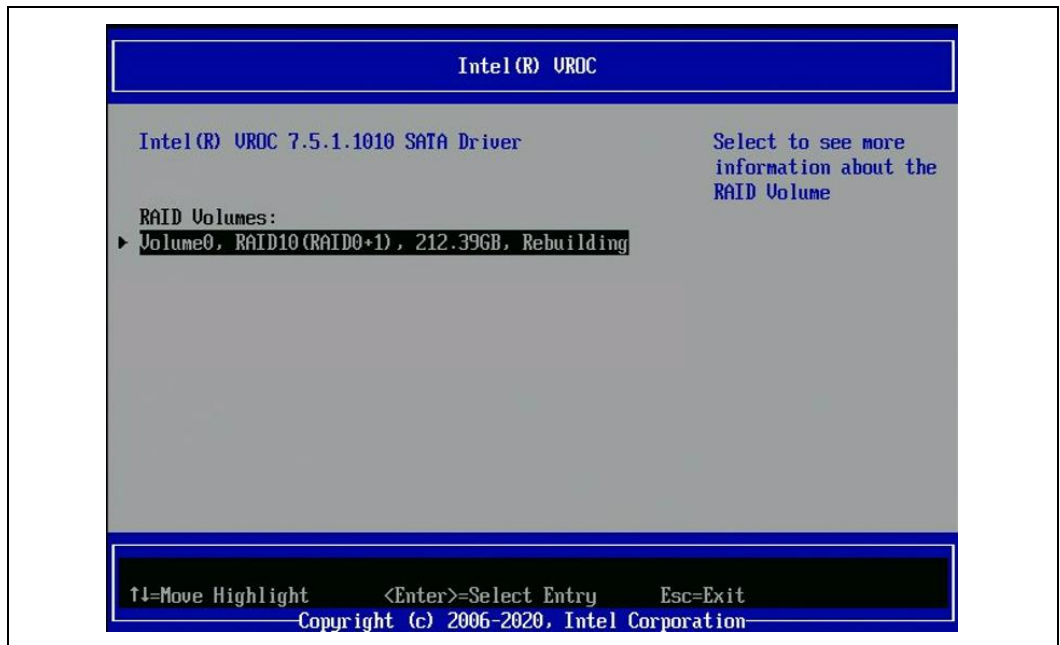 Intel(R) VROC
Intel(R) VROC 7.5.1.1010 SATA Driver
Select to see more
information about the
RAID Volume
RAID Volumes:
Volume0, RAID10(RAID0+1), 212.39GB, Rebuilding
↑↓=Move Highlight <Enter>=Select Entry Esc=Exit
Copyright (c) 2006-2020, Intel Corporation